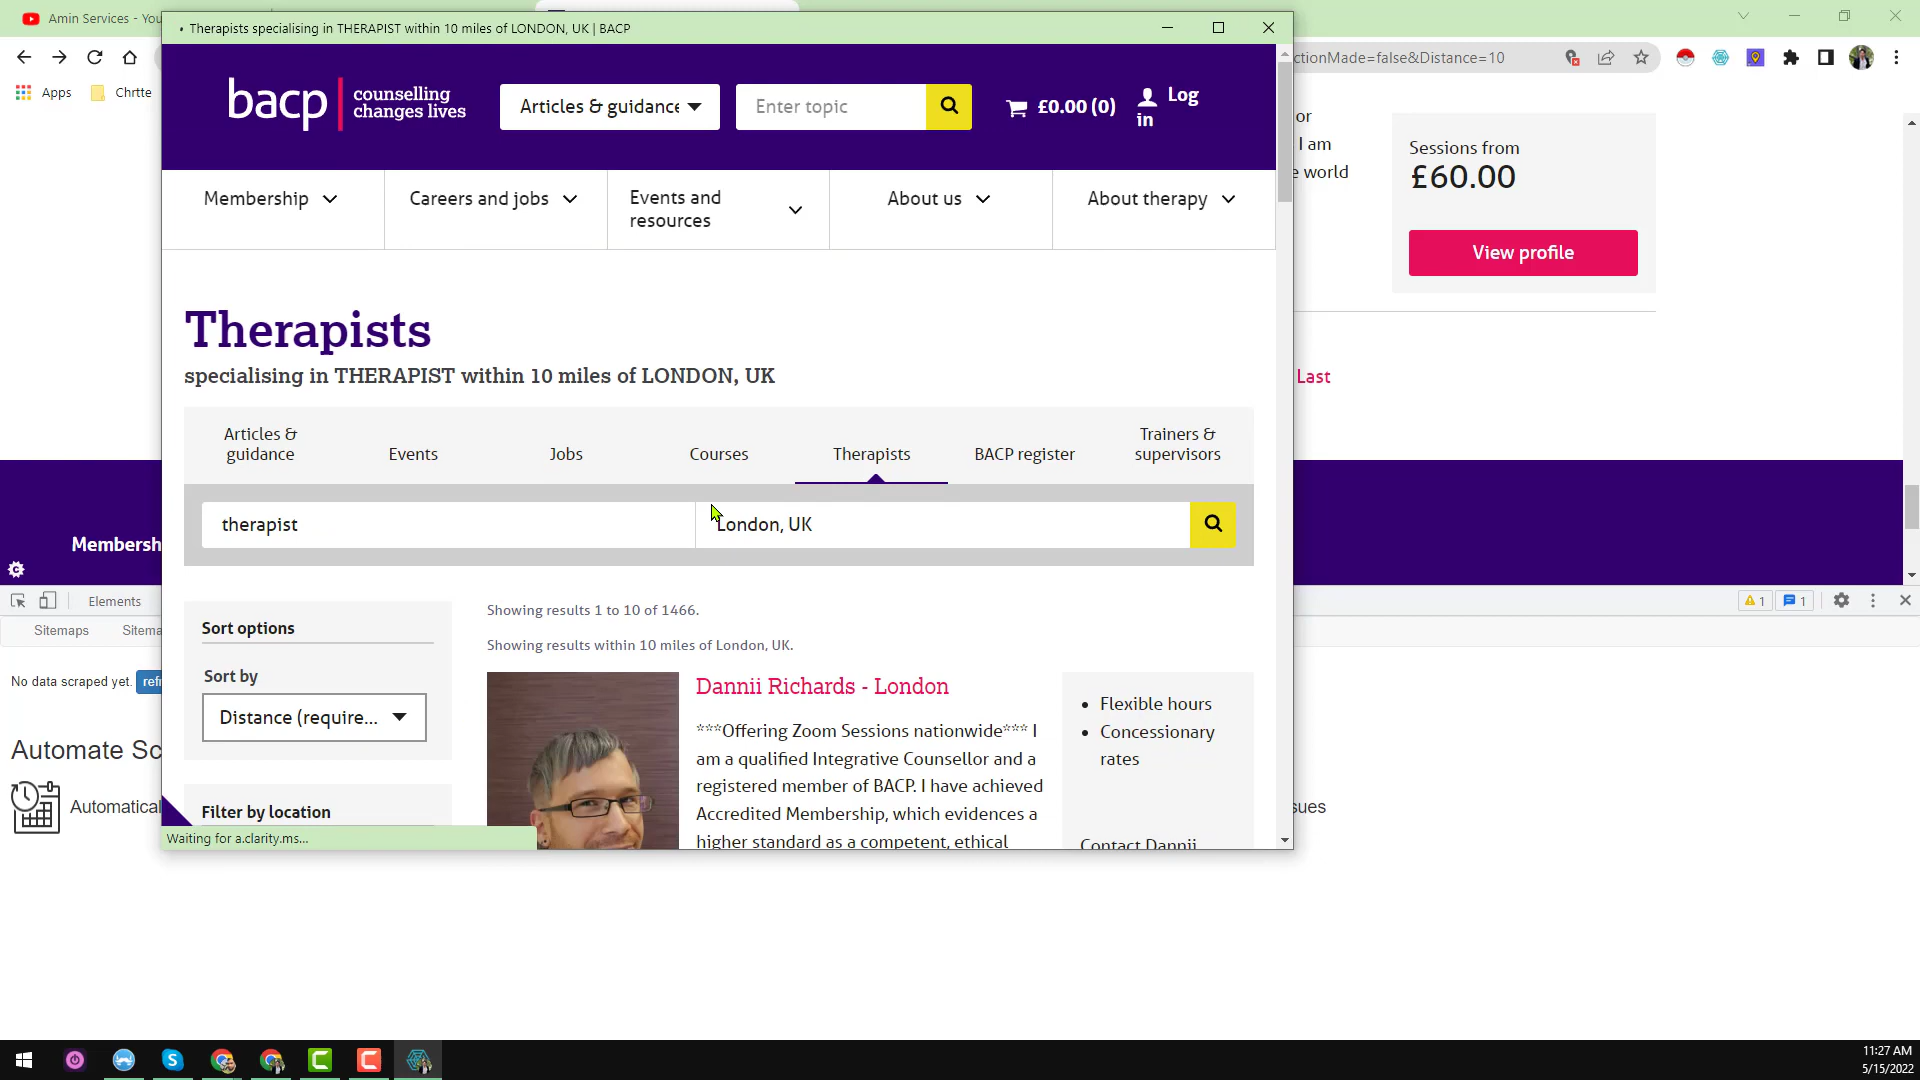 Amin Services - You
Therapists specialising in THERAPIST within 10 miles of LONDON, UK | BACP
ctionMade=false&Distance=10
Apps
Chrtte
bacp
counselling
changes lives
Articles & guidance
Enter topic
£0.00 (0)
Log
in
Membership
Careers and jobs
Events and
resources
About us
About therapy
or
I am
e world
Sessions from
£60.00
View profile
Last
Therapists
specialising in THERAPIST within 10 miles of LONDON, UK
Articles &
guidance
Events
Jobs
Courses
Therapists
BACP register
Trainers &
supervisors
therapist
London, UK
Membersh
Elements
1
1
Sitemaps
Sitema
No data scraped yet.
refr
Automate Sc
Automatical
sues
Sort options
Sort by
Distance (require...
Filter by location
Showing results 1 to 10 of 1466.
Showing results within 10 miles of London, UK.
Dannii Richards - London
***Offering Zoom Sessions nationwide*** I
am a qualified Integrative Counsellor and a
registered member of BACP. I have achieved
Accredited Membership, which evidences a
higher standard as a competent, ethical
Flexible hours
Concessionary
rates
Contact Dannii
Waiting for a.clarity.ms...
11:27 AM
5/15/2022